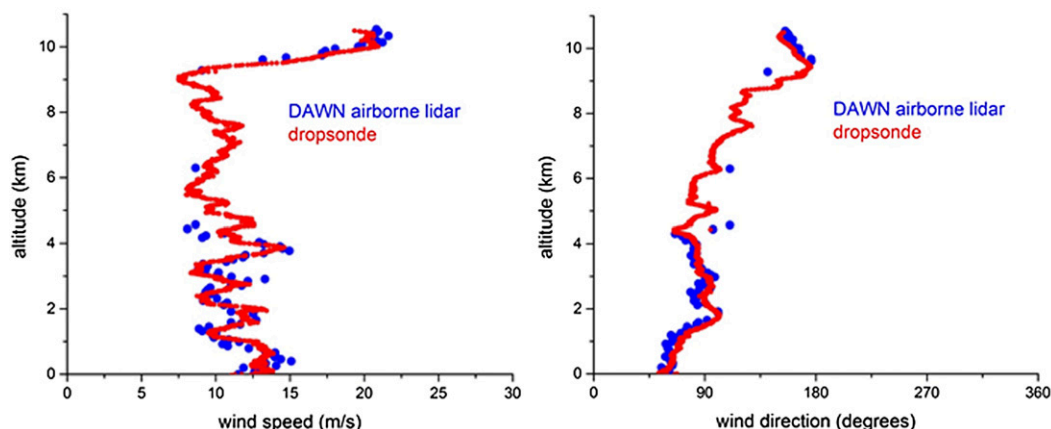 10
8
6
4
2
0
altitude (km)
DAWN airborne lidar
dropsonde
0 5 10 15 20 25 30
wind speed (m/s)
10
8
6
4
2
0
altitude (km)
DAWN airborne lidar
dropsonde
0 90 180 270 360
wind direction (degrees)